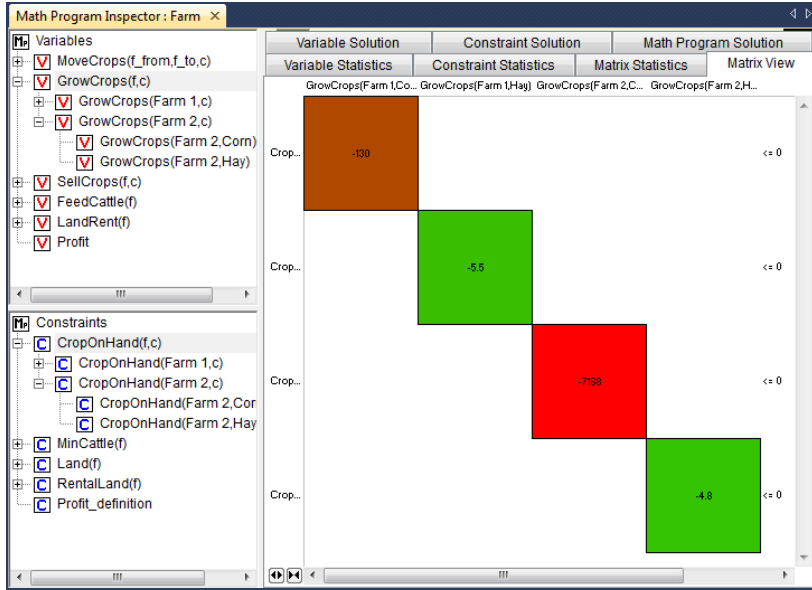 Math Program Inspector : Farm
Variables
MoveCrops(f_from,f_to,c)
GrowCrops(f,c)
GrowCrops(Farm 1,c)
GrowCrops(Farm 2,c)
GrowCrops(Farm 2,Corn)
GrowCrops(Farm 2,Hay)
SellCrops(f,c)
FeedCattle(f)
LandRent(f)
Profit
Constraints
CropOnHand(f,c)
CropOnHand(Farm 1,c)
CropOnHand(Farm 2,c)
CropOnHand(Farm 2,Cor
CropOnHand(Farm 2,Hay
MinCattle(f)
Land(f)
RentalLand(f)
Profit_definition
Variable Solution
Constraint Solution
Math Program Solution
Variable Statistics
Constraint Statistics
Matrix Statistics
Matrix View
GrowCrops(Farm 1,Co... GrowCrops(Farm 1,Hay) GrowCrops(Farm 2,C... GrowCrops(Farm 2,H...
Crop... -130 <= 0
Crop... -5.5 <= 0
Crop... -7168 <= 0
Crop... -4.8 <= 0